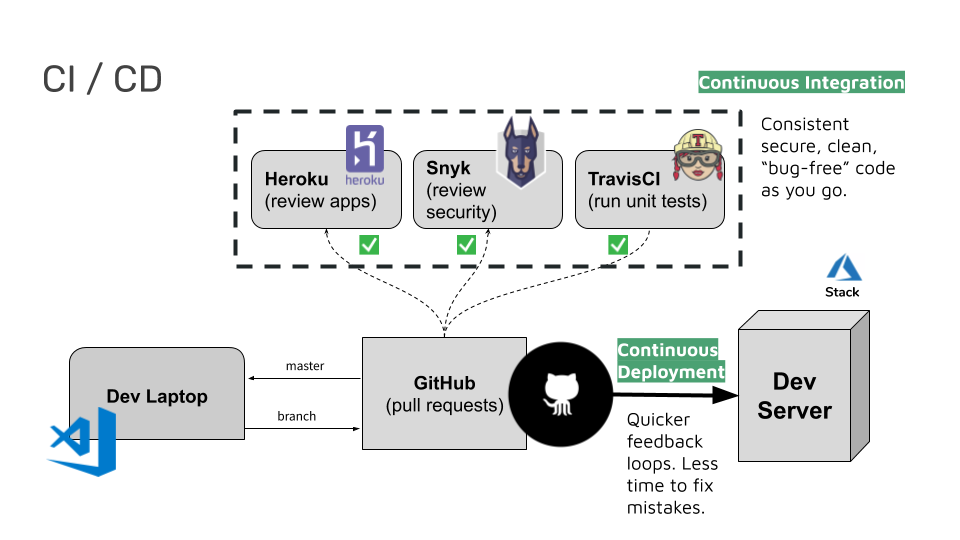 CI / CD
Continuous Integration
Consistent
secure, clean,
“bug-free” code
as you go.
heroku
Heroku
(review apps)
Snyk
(review
security)
T
TravisCI
(run unit tests)
Stack
master
branch
Dev Laptop
GitHub
(pull requests)
Continuous
Deployment
Dev
Server
Quicker
feedback
loops. Less
time to fix
mistakes.